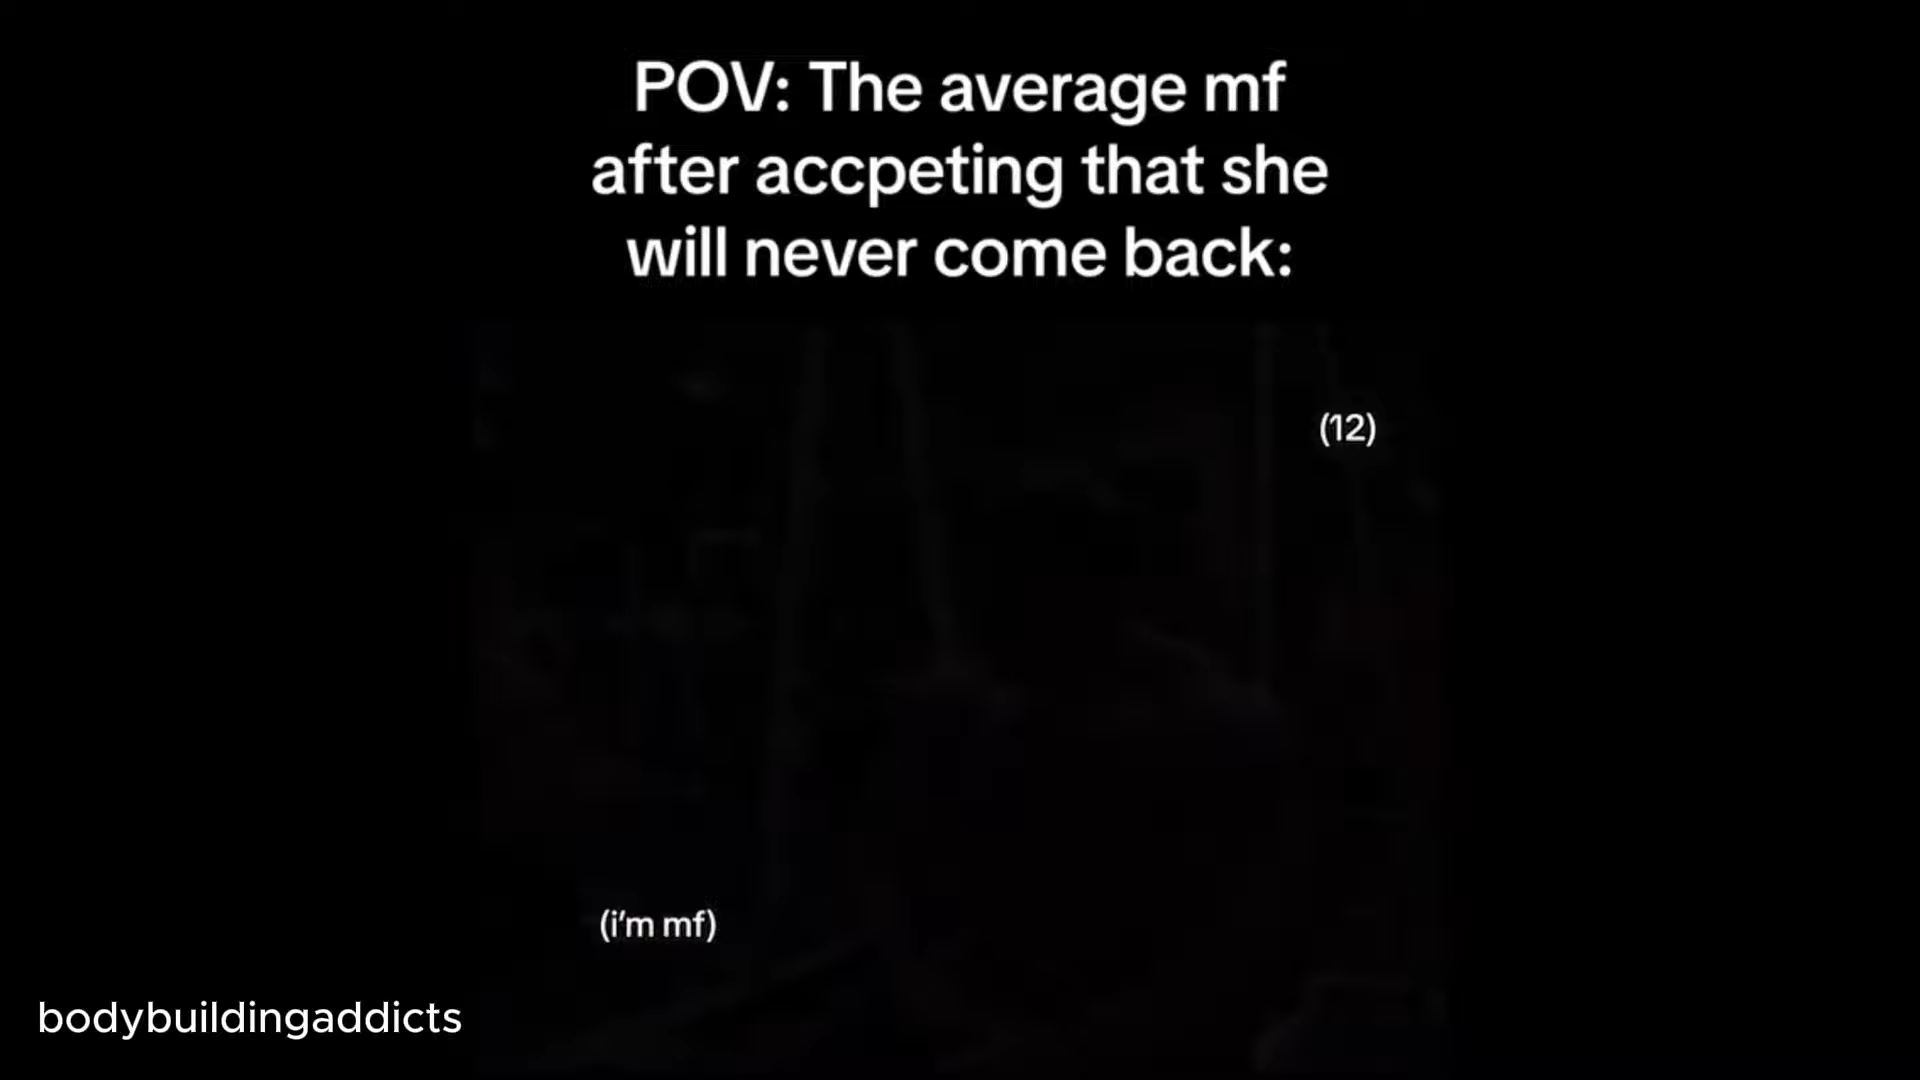 POV: The average mf
after accpeting that she
will never come back:
(12)
(i'm mf)
bodybuildingaddicts